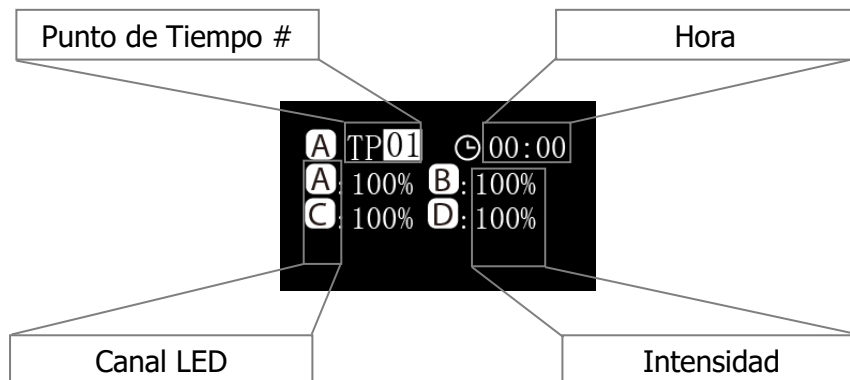 Punto de Tiempo # Hora
A TP01 00:00
A: 100% B: 100%
C: 100% D: 100%
Canal LED Intensidad